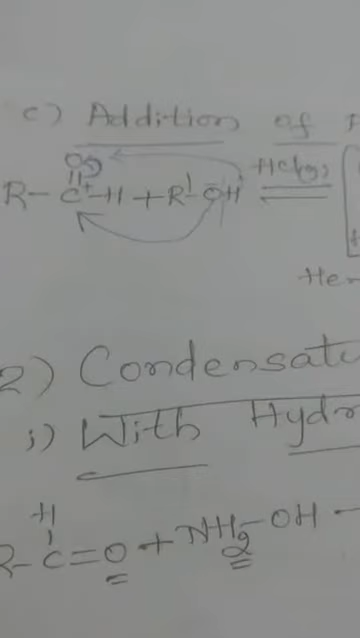 c) Addition of
O
R-C-H + R'OH HCl(g)
Hem
2) Condensat
i) With Hydr
H
R-C=O + NH2-OH -